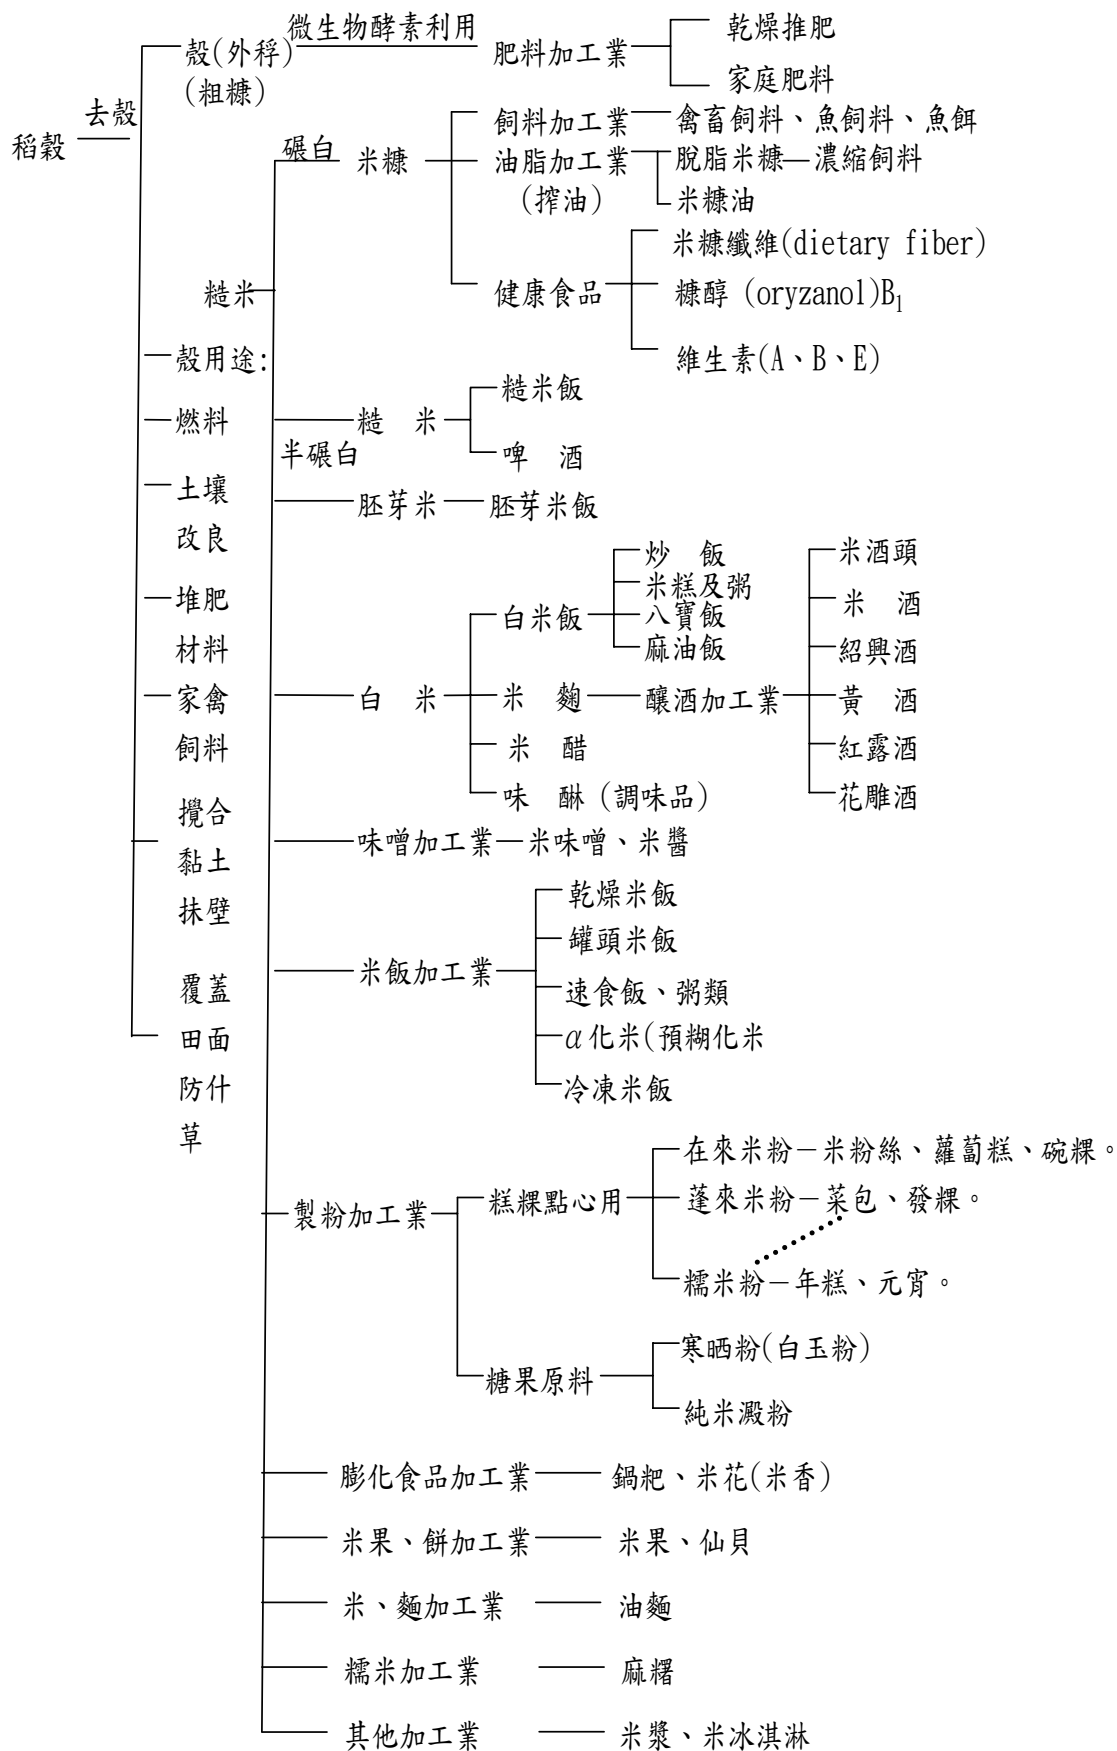 微生物酵素利用
殼(外稃)
(粗糠)
肥料加工業
乾燥推肥
家庭肥料
去殼
稻穀
碾白
米糠
飼料加工業
禽畜飼料、魚飼料、魚餌
油脂加工業
(搾油)
脫脂米糠—濃縮飼料
米糠油
健康食品
米糠纖維(dietary fiber)
糠醇 (oryzanol)B₁
維生素(A、B、E)
糙米
殼用途:
燃料
土壤
改良
堆肥
材料
家禽
飼料
攪合
黏土
抹壁
覆蓋
田面
防什
草
糙 米
糙米飯
啤 酒
半碾白
胚芽米
胚芽米飯
白 米
白米飯
炒 飯
米糕及粥
八寶飯
麻油飯
米 麴
釀酒加工業
米酒頭
米 酒
紹興酒
黃 酒
紅露酒
花雕酒
米 醋
味 醂 (調味品)
味噌加工業
米味噌、米醬
米飯加工業
乾燥米飯
罐頭米飯
速食飯、粥類
α化米(預糊化米
冷凍米飯
製粉加工業
糕粿點心用
在來米粉－米粉絲、蘿蔔糕、碗粿。
蓬來米粉－菜包、發粿。
糯米粉－年糕、元宵。
糖果原料
寒晒粉(白玉粉)
純米澱粉
膨化食品加工業
鍋粑、米花(米香)
米果、餅加工業
米果、仙貝
米、麵加工業
油麵
糯米加工業
麻糬
其他加工業
米漿、米冰淇淋